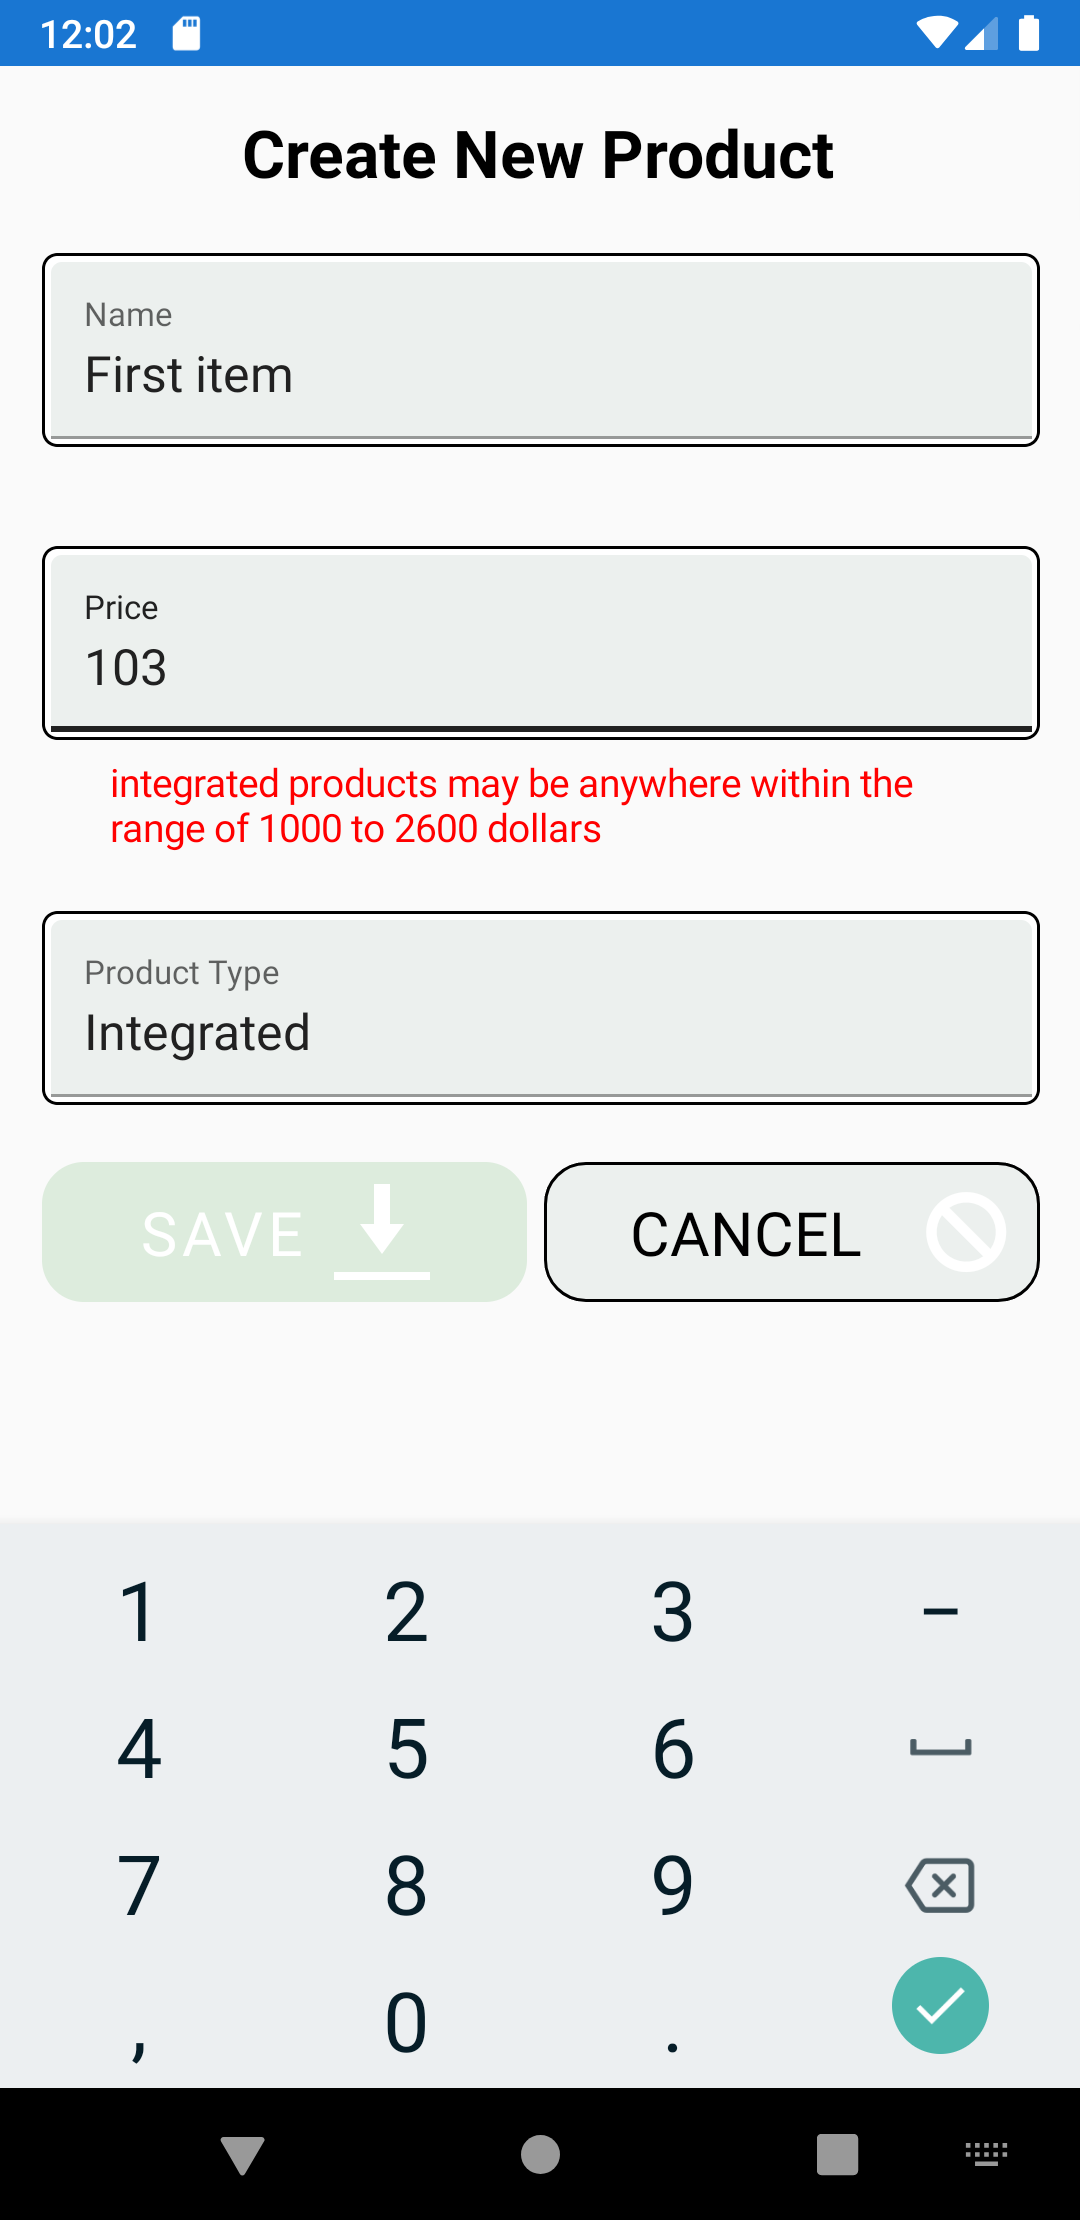 12:02
Create New Product
Name
First item
Price
103
integrated products may be anywhere within the
range of 1000 to 2600 dollars
Product Type
Integrated
SAVE CANCEL
1 2 3 –
4 5 6
7 8 9
, 0 .